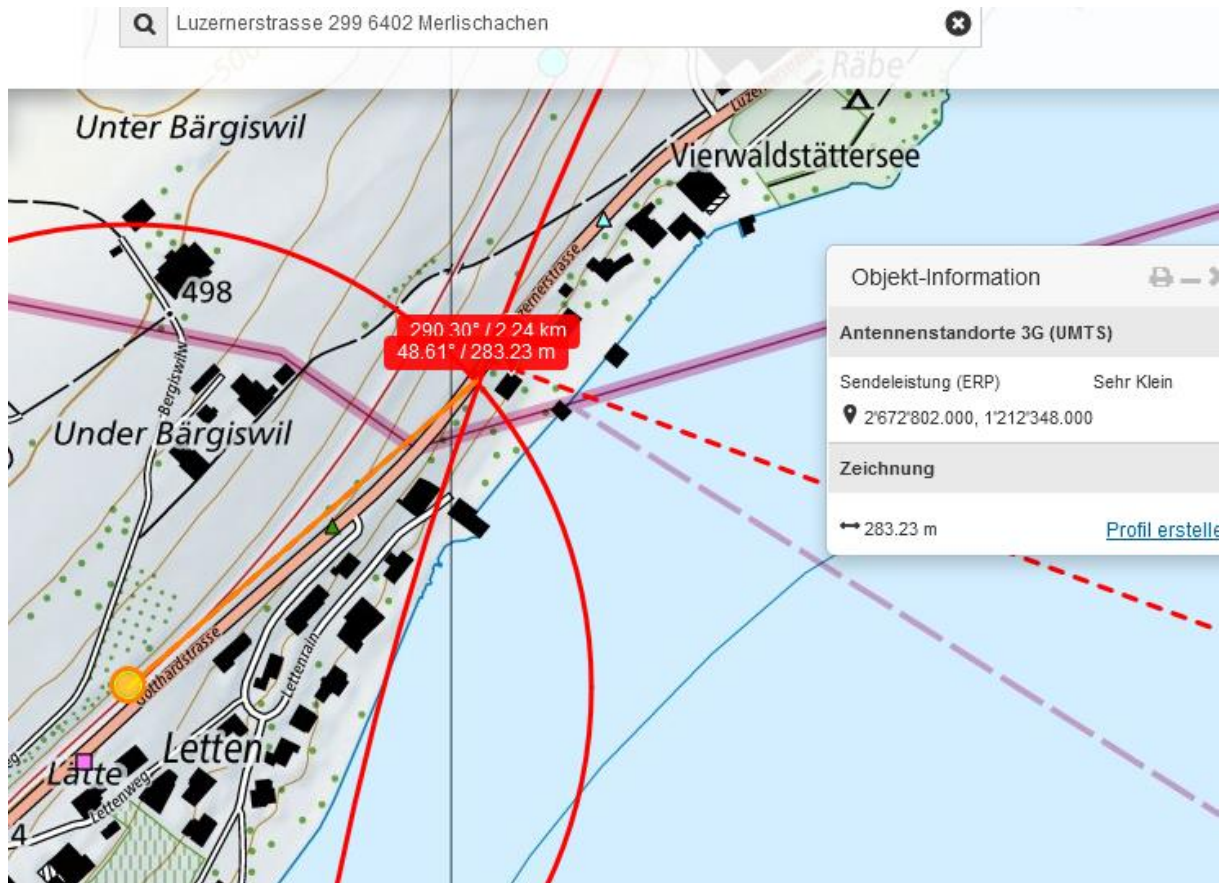 Luzernerstrasse 299 6402 Merlischachen
500
Räbe
Luzerne
Unter Bärgiswil
Vierwaldstättersee
498
Luzernerstrasse
Objekt-Information
290.30° / 2.24 km
48.61° / 283.23 m
Antennenstandorte 3G (UMTS)
Sendeleistung (ERP) Sehr Klein
2'672'802.000, 1'212'348.000
Bergiswilw
Under Bärgiswil
Zeichnung
283.23 m Profil erstelle
Gotthardstrasse
Lettenrain
Letten
Lätte
Lettenweg
4